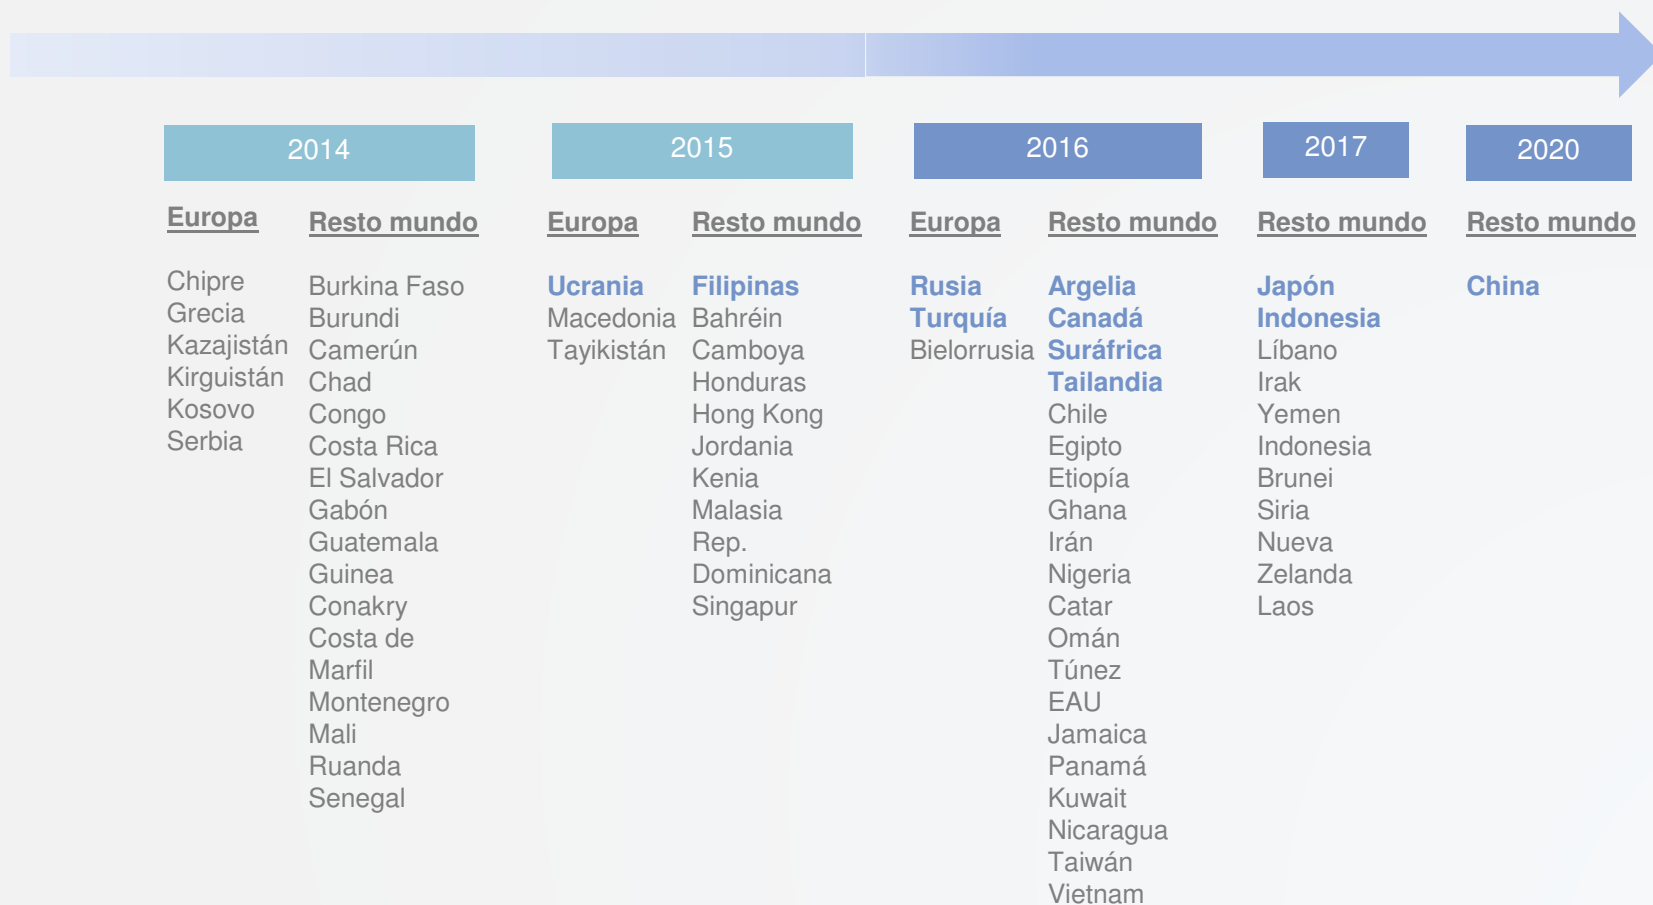 2014
Europa
Chipre
Grecia
Kazajistán
Kirguistán
Kosovo
Serbia
Resto mundo
Burkina Faso
Burundi
Camerún
Chad
Congo
Costa Rica
El Salvador
Gabón
Guatemala
Guinea
Conakry
Costa de
Marfil
Montenegro
Mali
Ruanda
Senegal
2015
Europa
Ucrania
Macedonia
Tayikistán
Resto mundo
Filipinas
Bahréin
Camboya
Honduras
Hong Kong
Jordania
Kenia
Malasia
Rep.
Dominicana
Singapur
2016
Europa
Rusia
Turquía
Bielorrusia
Resto mundo
Argelia
Canadá
Suráfrica
Tailandia
Chile
Egipto
Etiopía
Ghana
Irán
Nigeria
Catar
Omán
Túnez
EAU
Jamaica
Panamá
Kuwait
Nicaragua
Taiwán
Vietnam
2017
Resto mundo
Japón
Indonesia
Líbano
Irak
Yemen
Indonesia
Brunei
Siria
Nueva
Zelanda
Laos
2020
Resto mundo
China